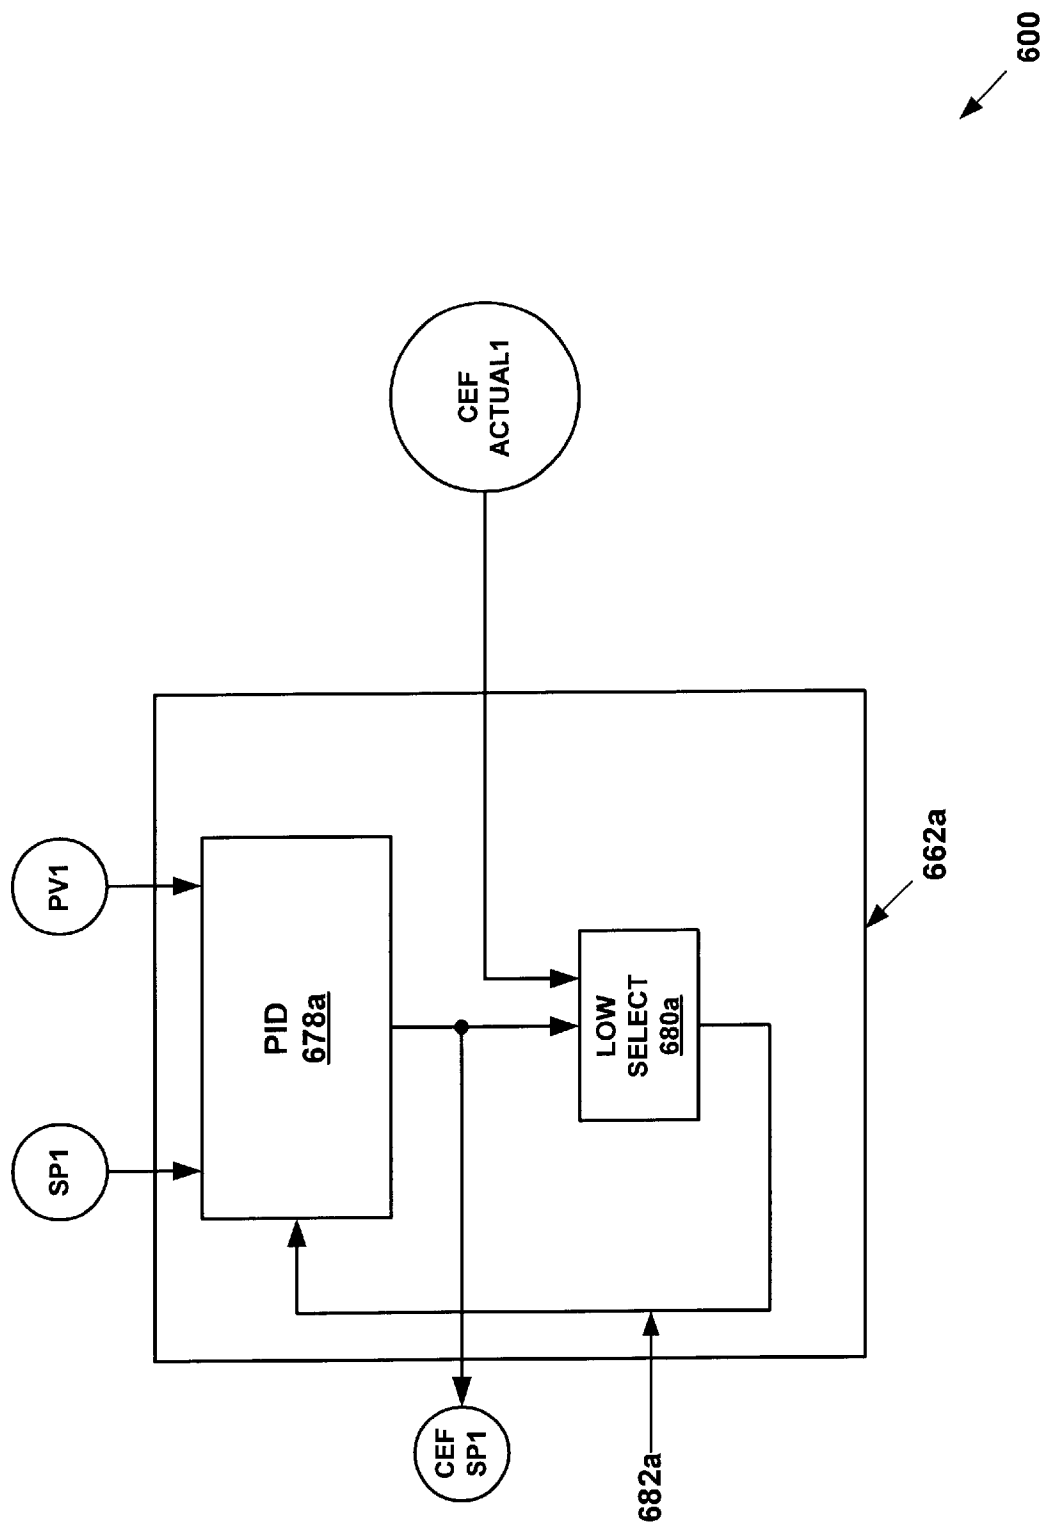 600
SP1
PV1
PID
678a
CEF
ACTUAL1
LOW
SELECT
680a
CEF
SP1
682a
662a